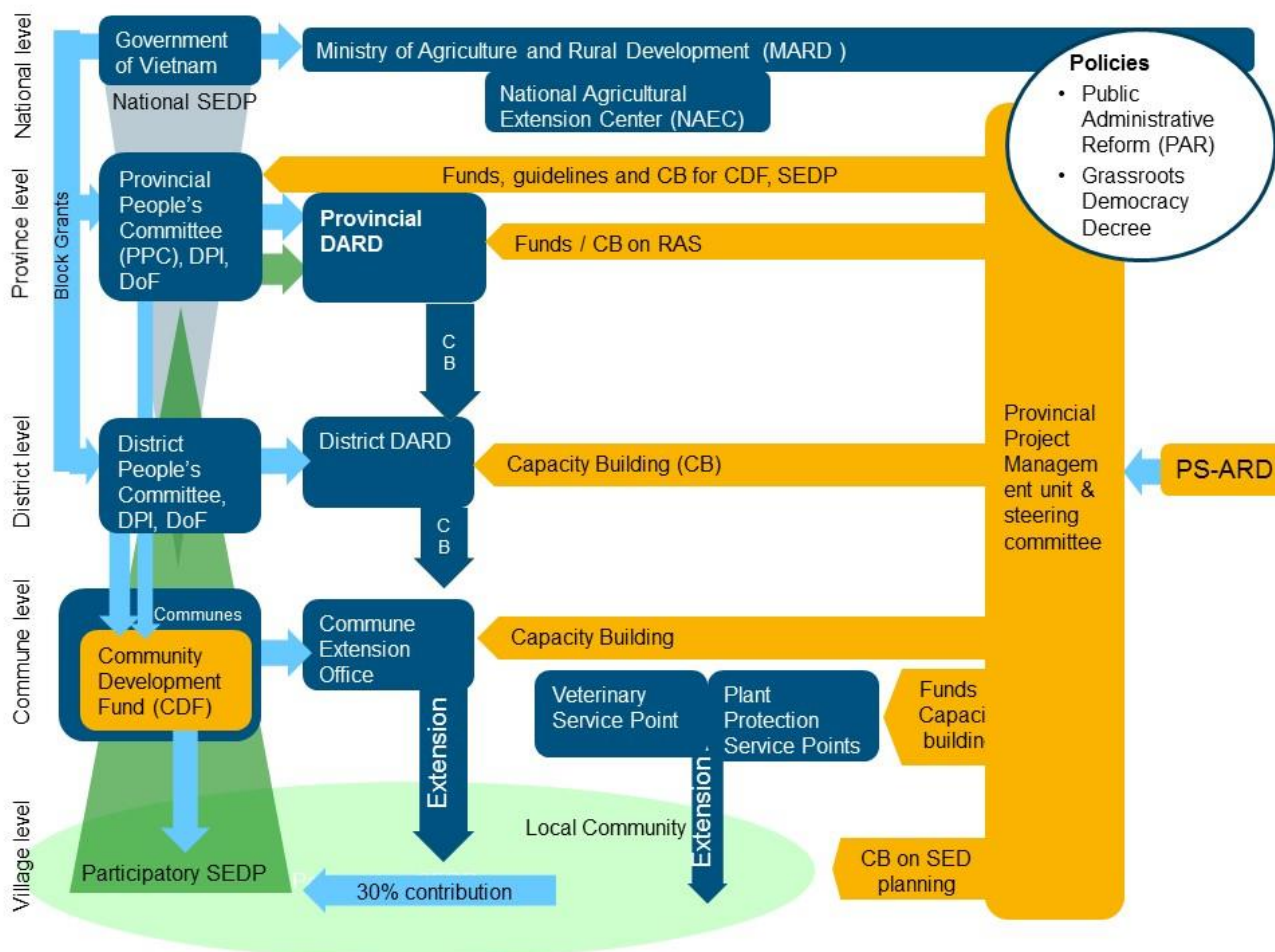 National level
Government
of Vietnam
Ministry of Agriculture and Rural Development (MARD )
National SEDP
National Agricultural
Extension Center (NAEC)
Policies
• Public
Administrative
Reform (PAR)
• Grassroots
Democracy
Decree
Province level
Block Grants
Provincial
People's
Committee
(PPC), DPI,
DoF
Provincial
DARD
Funds, guidelines and CB for CDF, SEDP
Funds / CB on RAS
C
B
District level
District
People's
Committee,
DPI, DoF
District DARD
Capacity Building (CB)
Provincial
Project
Managem
ent unit &
steering
committee
PS-ARD
C
B
Commune level
Communes
Community
Development
Fund (CDF)
Commune
Extension
Office
Capacity Building
Veterinary
Service Point
Plant
Protection
Service Points
Funds
Capaci
buildin
Extension
Extension
Village level
Local Community
Participatory SEDP
30% contribution
CB on SED
planning